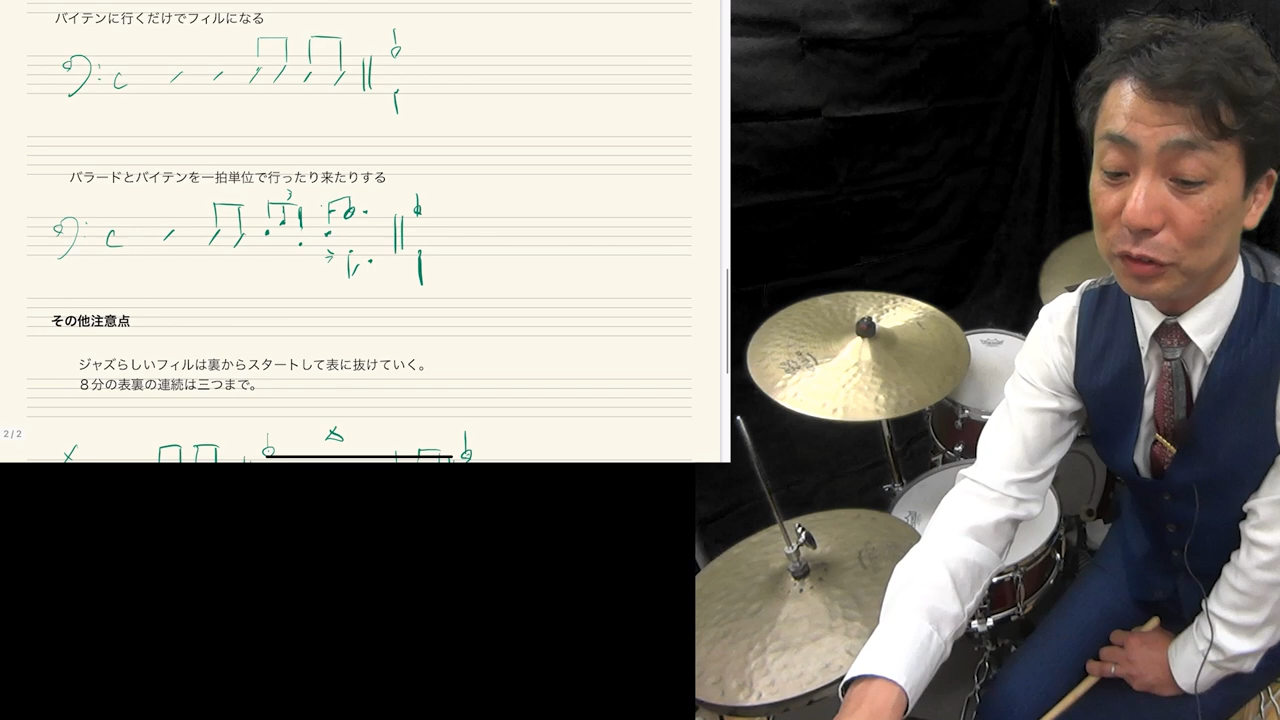 バイテンに行くだけでフィルになる
バラードとバイテンを一拍単位で行ったり来たりする
3
その他注意点
ジャズらしいフィルは裏からスタートして表に抜けていく。
８分の表裏の連続は三つまで。
2/2